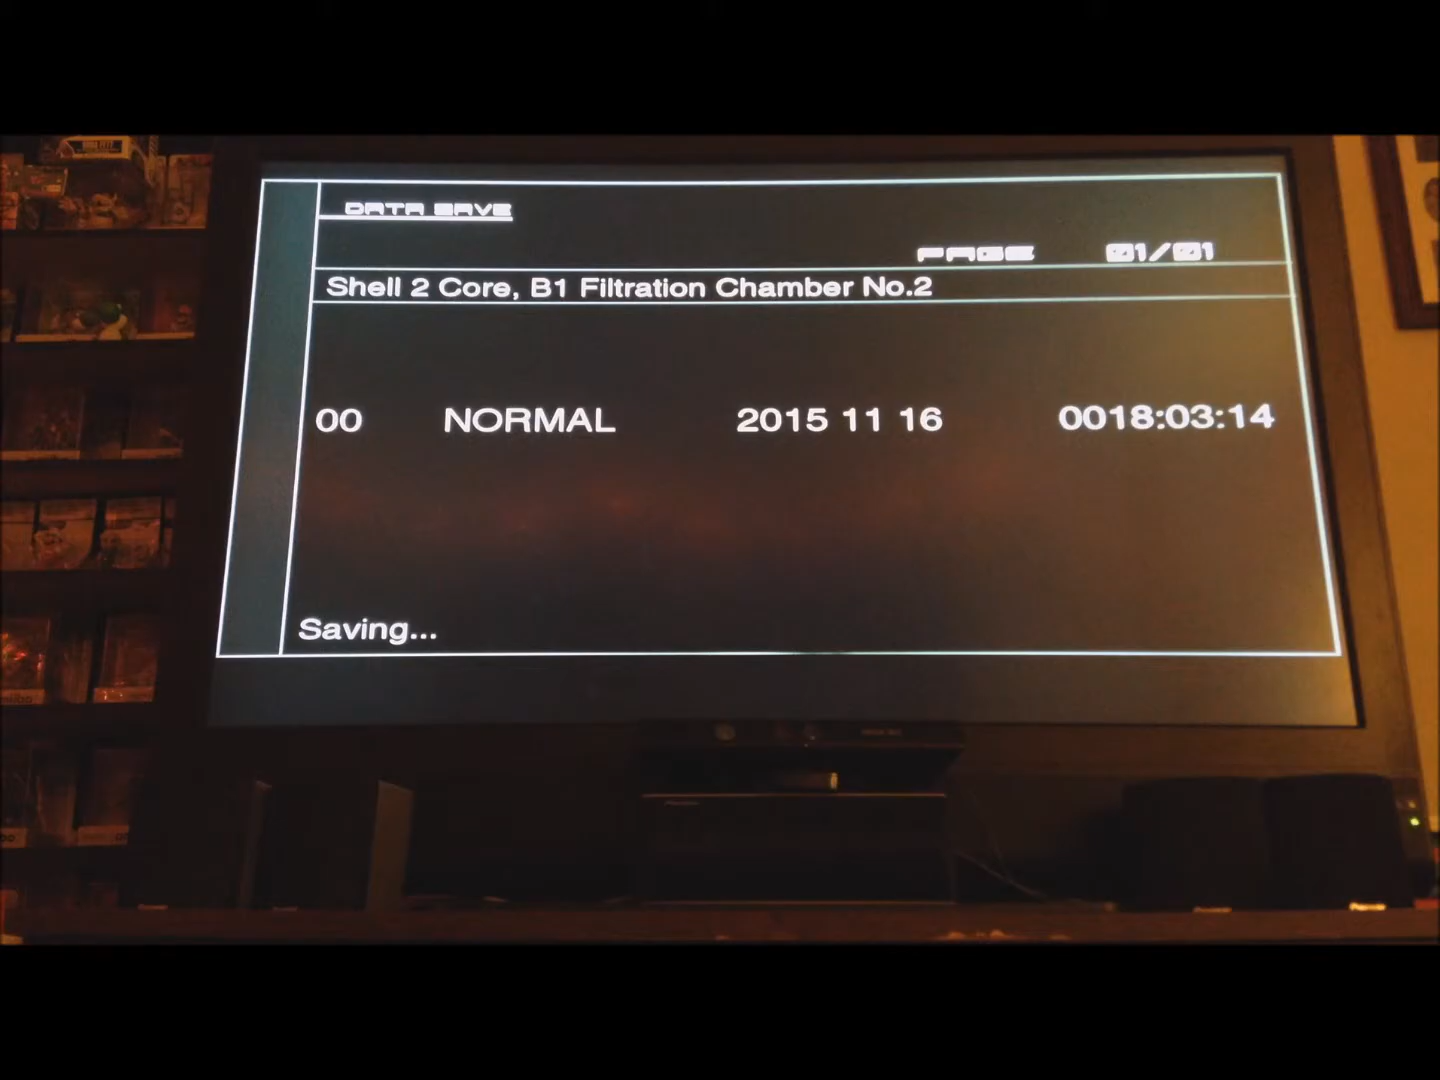 DATA SAVE
PAGE 01/01
Shell 2 Core, B1 Filtration Chamber No.2
00 NORMAL 2015 11 16 0018:03:14
Saving...